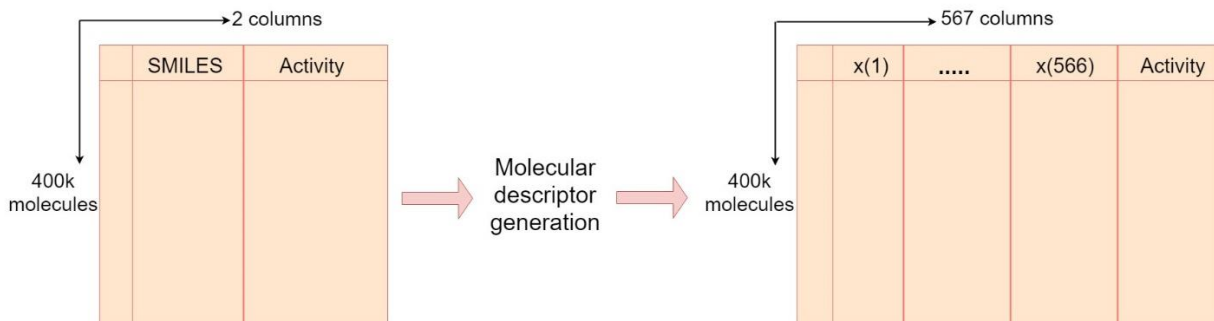 2 columns
SMILES Activity
400k
molecules
Molecular
descriptor
generation
567 columns
x(1) ..... x(566) Activity
400k
molecules